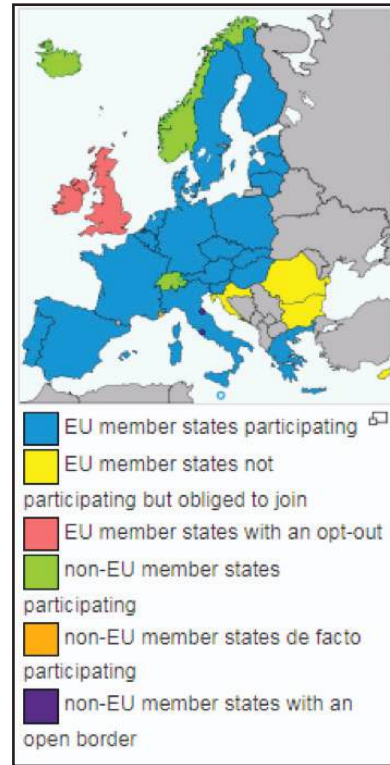 EU member states participating
EU member states not
participating but obliged to join
EU member states with an opt-out
non-EU member states
participating
non-EU member states de facto
participating
non-EU member states with an
open border